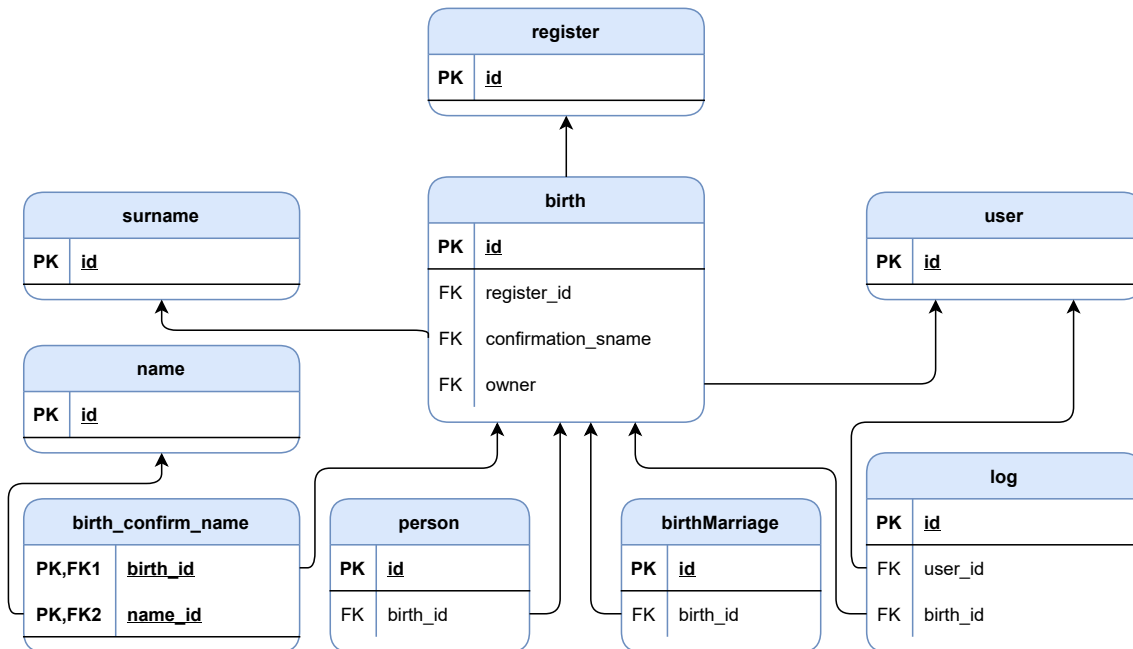 register
PK id
birth
PK id
FK register_id
FK confirmation_sname
FK owner
surname
PK id
user
PK id
name
PK id
birth_confirm_name
PK,FK1 birth_id
PK,FK2 name_id
person
PK id
FK birth_id
birthMarriage
PK id
FK birth_id
log
PK id
FK user_id
FK birth_id